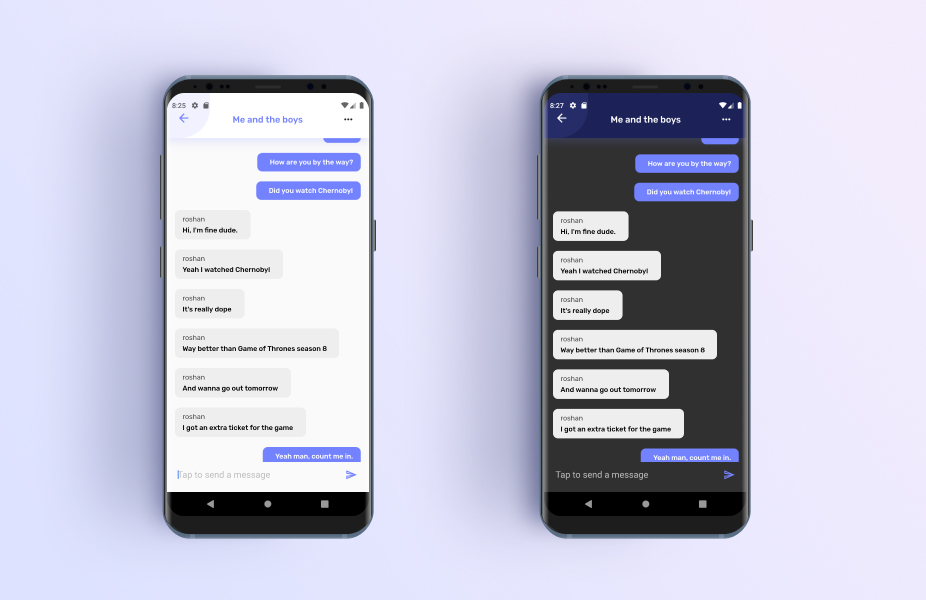 8:25
Me and the boys
How are you by the way?
Did you watch Chernobyl
roshan
Hi, I'm fine dude.
roshan
Yeah I watched Chernobyl
roshan
It's really dope
roshan
Way better than Game of Thrones season 8
roshan
And wanna go out tomorrow
roshan
I got an extra ticket for the game
Yeah man, count me in.
Tap to send a message
8:27
Me and the boys
How are you by the way?
Did you watch Chernobyl
roshan
Hi, I'm fine dude.
roshan
Yeah I watched Chernobyl
roshan
It's really dope
roshan
Way better than Game of Thrones season 8
roshan
And wanna go out tomorrow
roshan
I got an extra ticket for the game
Yeah man, count me in.
Tap to send a message